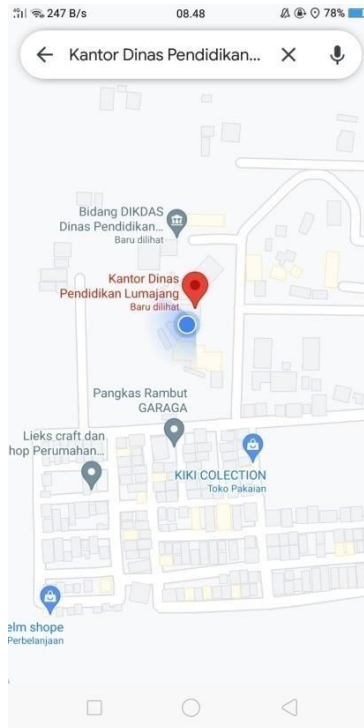 247 B/s 08.48 78%
Kantor Dinas Pendidikan...
Bidang DIKDAS
Dinas Pendidikan...
Baru dilihat
Kantor Dinas
Pendidikan Lumajang
Baru dilihat
Pangkas Rambut
GARAGA
Lieks craft dan
hop Perumahan...
KIKI COLECTION
Toko Pakaian
elm shope
Perbelanjaan